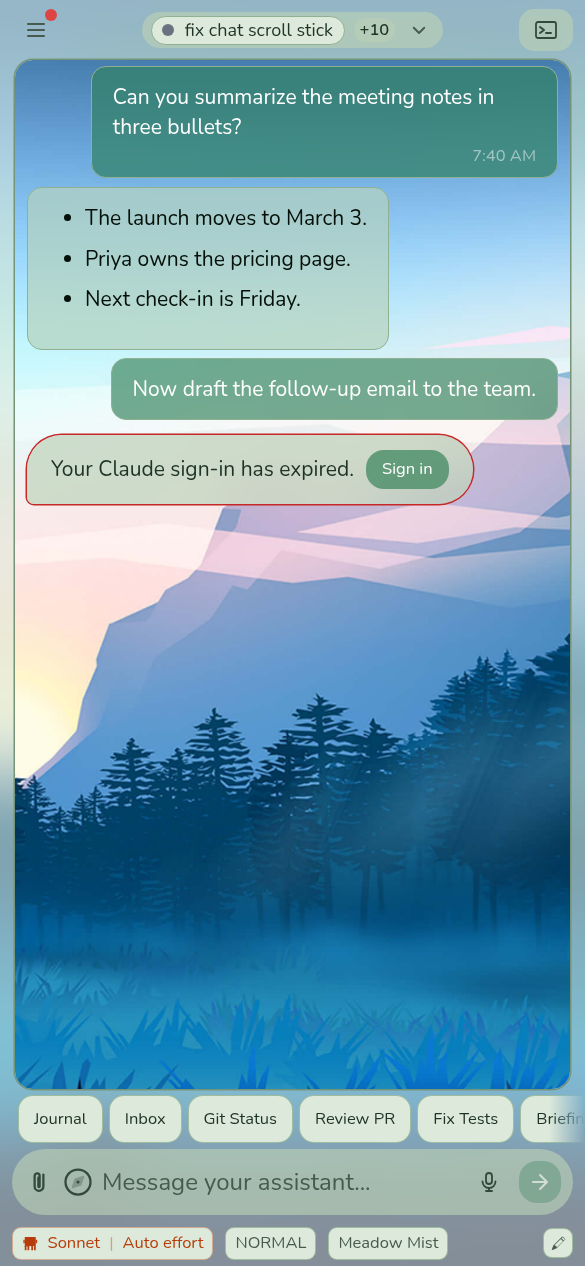 fix chat scroll stick +10
Can you summarize the meeting notes in
three bullets?
7:40 AM
The launch moves to March 3.
Priya owns the pricing page.
Next check-in is Friday.
Now draft the follow-up email to the team.
Your Claude sign-in has expired. Sign in
Journal Inbox Git Status Review PR Fix Tests
Message your assistant...
Sonnet | Auto effort NORMAL Meadow Mist